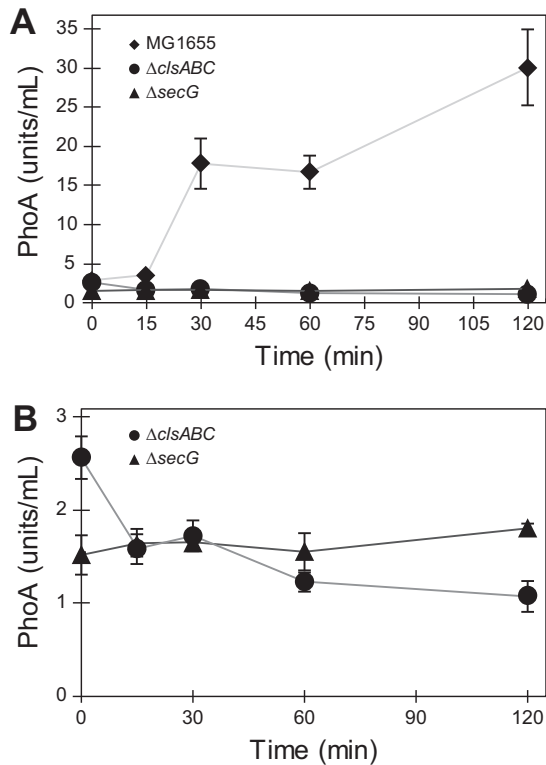 A
35
30
25
20
15
10
5
0
PhoA (units/mL)
MG1655
ΔclsABC
ΔsecG
0 15 30 45 60 75 90 105 120
Time (min)
B
3
2
1
0
PhoA (units/mL)
ΔclsABC
ΔsecG
0 30 60 90 120
Time (min)